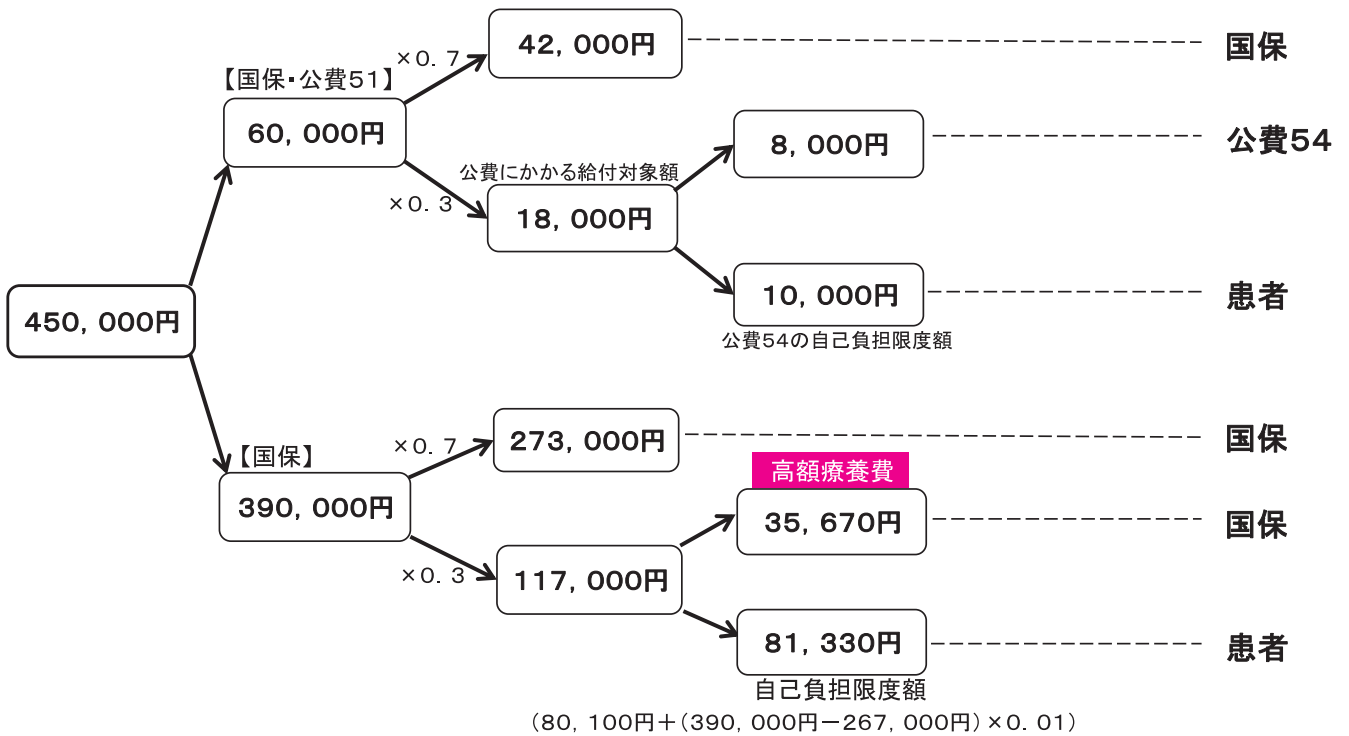 42, 000円
国保
×0. 7
【国保・公費51】
60, 000円
×0. 3
公費にかかる給付対象額
18, 000円
8, 000円
公費54
10, 000円
患者
公費54の自己負担限度額
450, 000円
【国保】
390, 000円
×0. 7
273, 000円
国保
×0. 3
117, 000円
高額療養費
35, 670円
国保
81, 330円
患者
自己負担限度額
(80, 100円+(390, 000円−267, 000円)×0. 01)